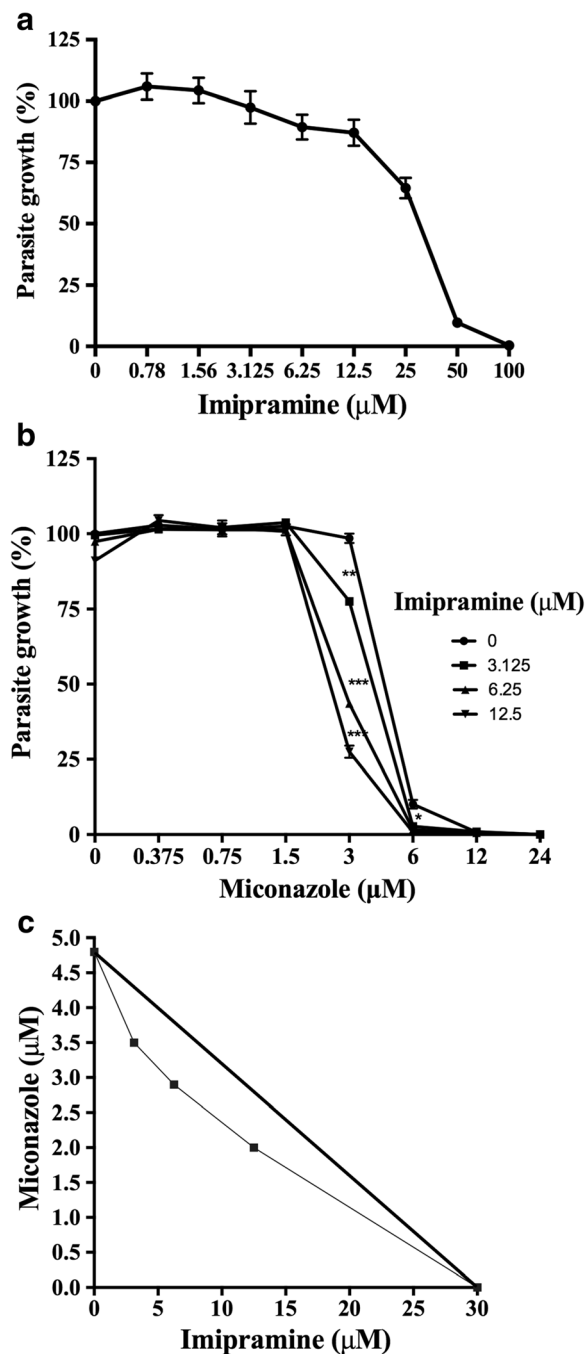 a
125
100
75
50
25
0
Parasite growth (%)
0 0.78 1.56 3.125 6.25 12.5 25 50 100
Imipramine (μM)
b
125
100
75
50
25
0
Parasite growth (%)
**
***
***
*
Imipramine (μM)
0
3.125
6.25
12.5
0 0.375 0.75 1.5 3 6 12 24
Miconazole (μM)
c
5.0
4.5
4.0
3.5
3.0
2.5
2.0
1.5
1.0
0.5
0.0
Miconazole (μM)
0 5 10 15 20 25 30
Imipramine (μM)